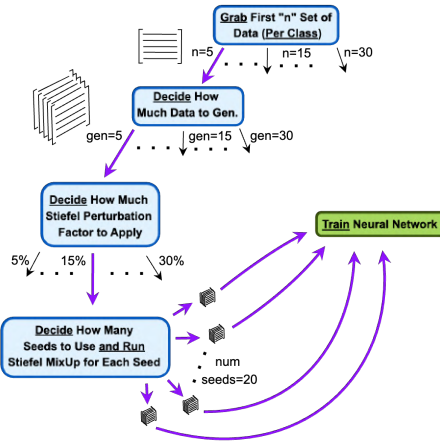 Grab First "n" Set of
Data (Per Class)
n=5
n=15
n=30
Decide How
Much Data to Gen.
gen=5
gen=15
gen=30
Decide How Much
Stiefel Perturbation
Factor to Apply
Train Neural Network
5%
15%
30%
Decide How Many
Seeds to Use and Run
Stiefel MixUp for Each Seed
num
seeds=20